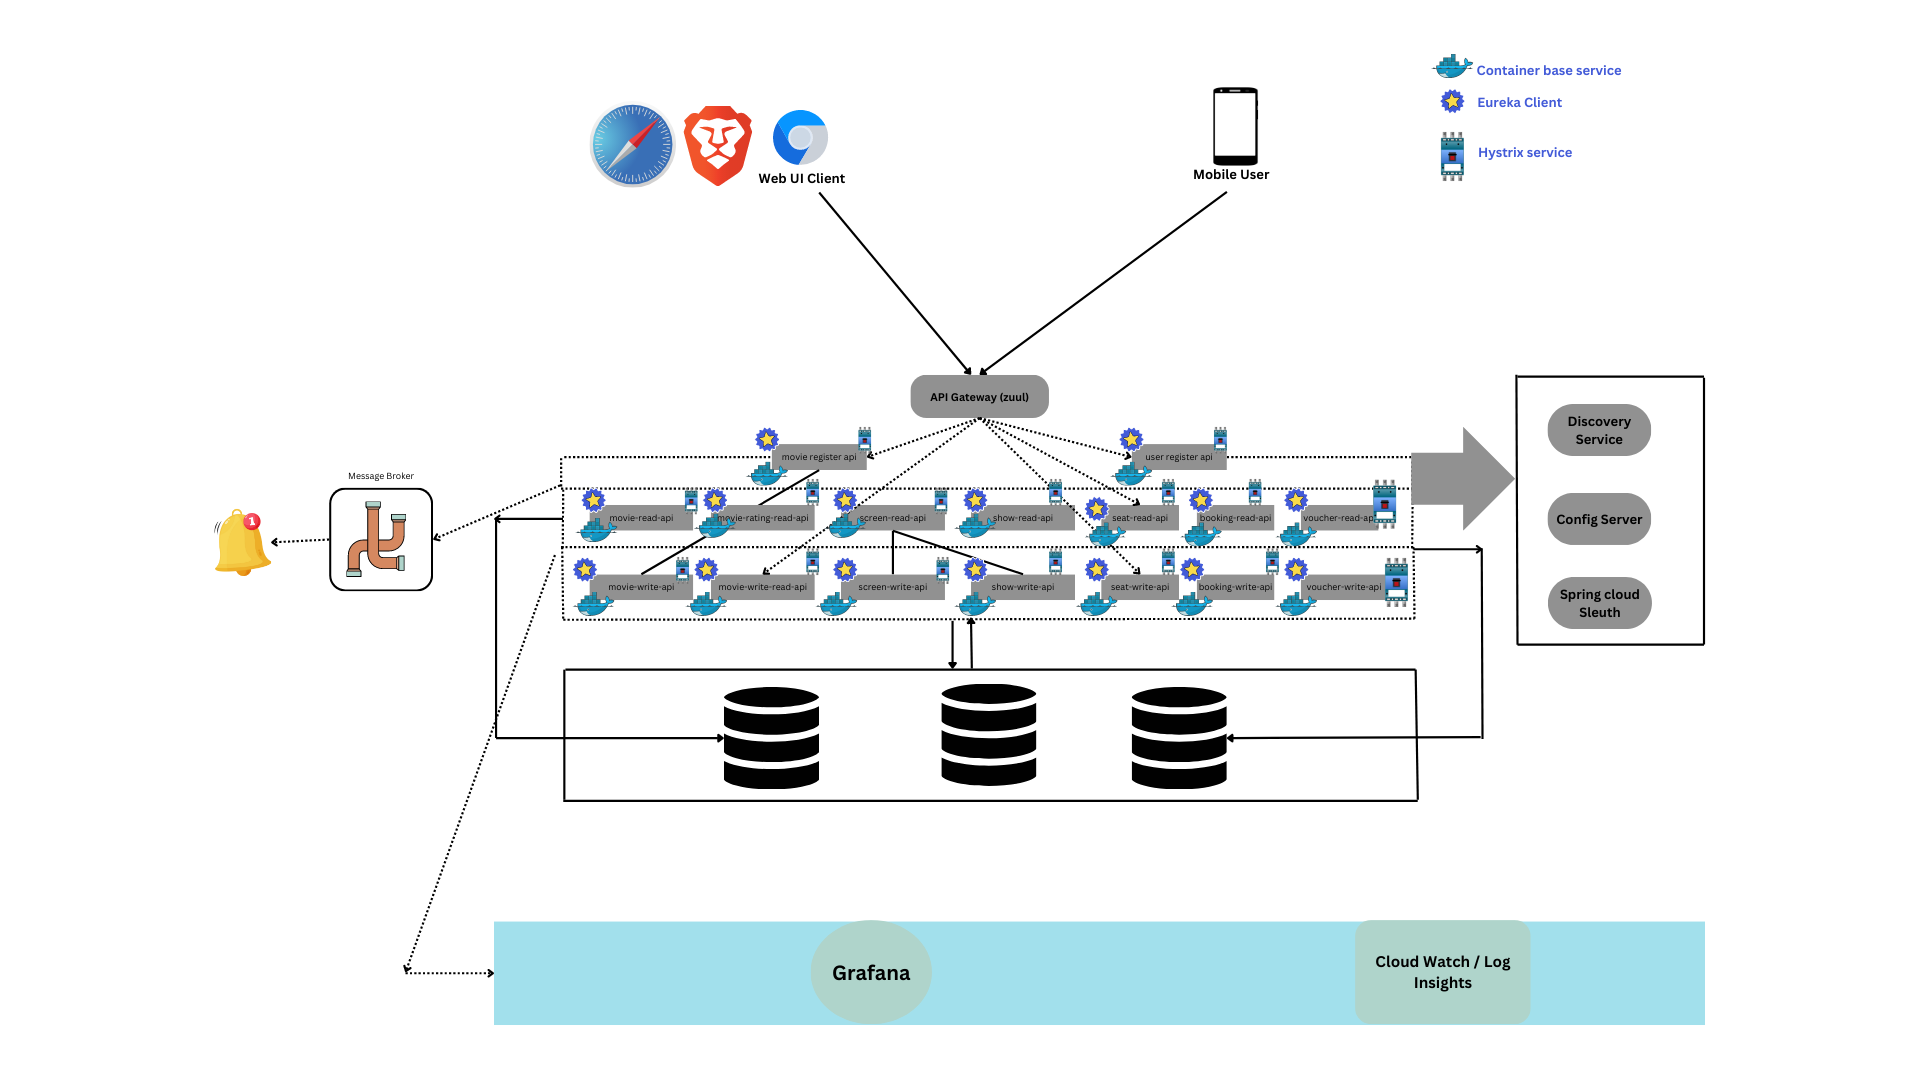 Container base service
Eureka Client
Hystrix service
Web UI Client
Mobile User
API Gateway (zuul)
movie register api
user register api
Message Broker
1
movie-read-api
movie-rating-read-api
screen-read-api
show-read-api
seat-read-api
booking-read-api
voucher-read-api
movie-write-api
movie-write-read-api
screen-write-api
show-write-api
seat-write-api
booking-write-api
voucher-write-api
Discovery
Service
Config Server
Spring cloud
Sleuth
Grafana
Cloud Watch / Log
Insights